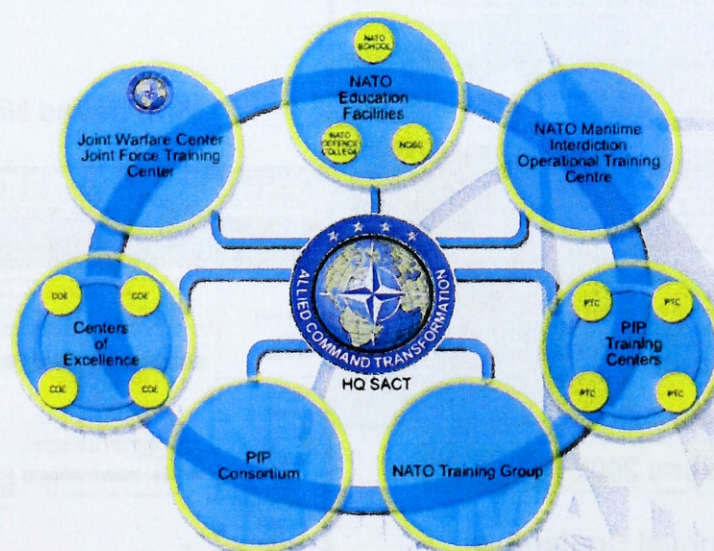 NATO
SCHOOL
NATO
Education
Facilities
NATO
DEFENCE
COLLEGE
Joint Warfare Center
Joint Force Training
Center
NATO Maritime
Interdiction
Operational Training
Centre
COE
COE
Centers
of
Excellence
COE
COE
ALLIED COMMAND TRANSFORMATION
HQ SACT
PTC
PTC
PfP
Training
Centers
PTC
PTC
PfP
Consortium
NATO Training Group